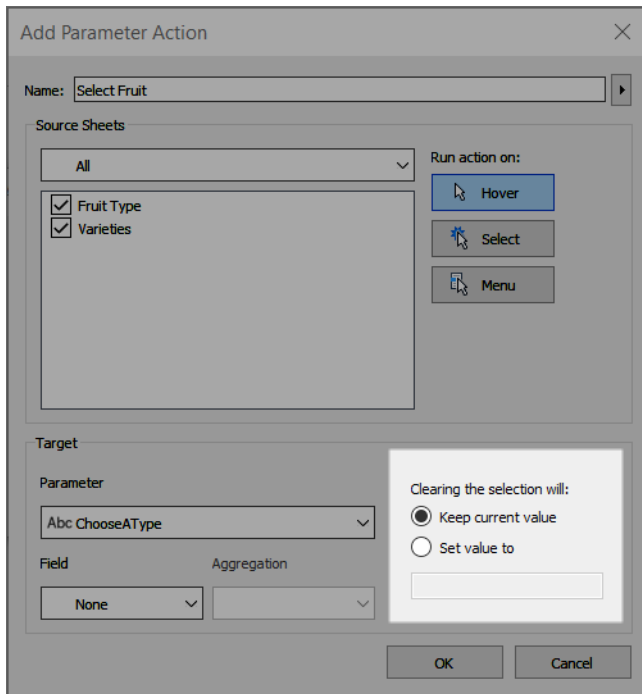 Add Parameter Action
Name: Select Fruit
Source Sheets
All
Fruit Type
Varieties
Run action on:
Hover
Select
Menu
Target
Parameter
Abc ChooseAType
Field
Aggregation
None
Clearing the selection will:
Keep current value
Set value to
OK
Cancel